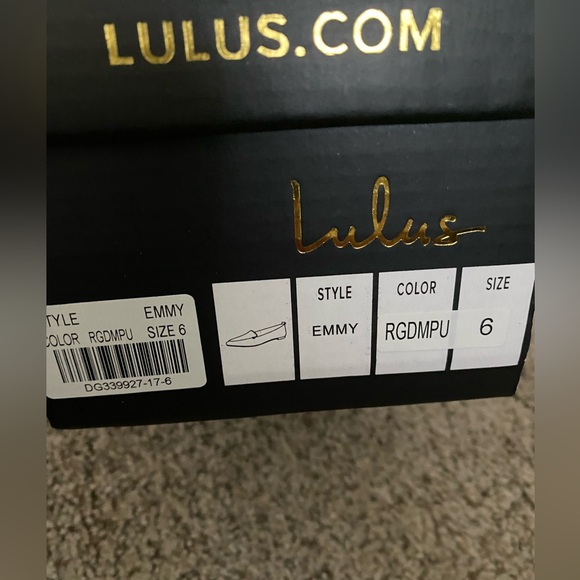 LULUS.COM
Lulus
TYLE EMMY
COLOR RGDMPU SIZE 6
DG339927-17-6
STYLE COLOR SIZE
EMMY RGDMPU 6